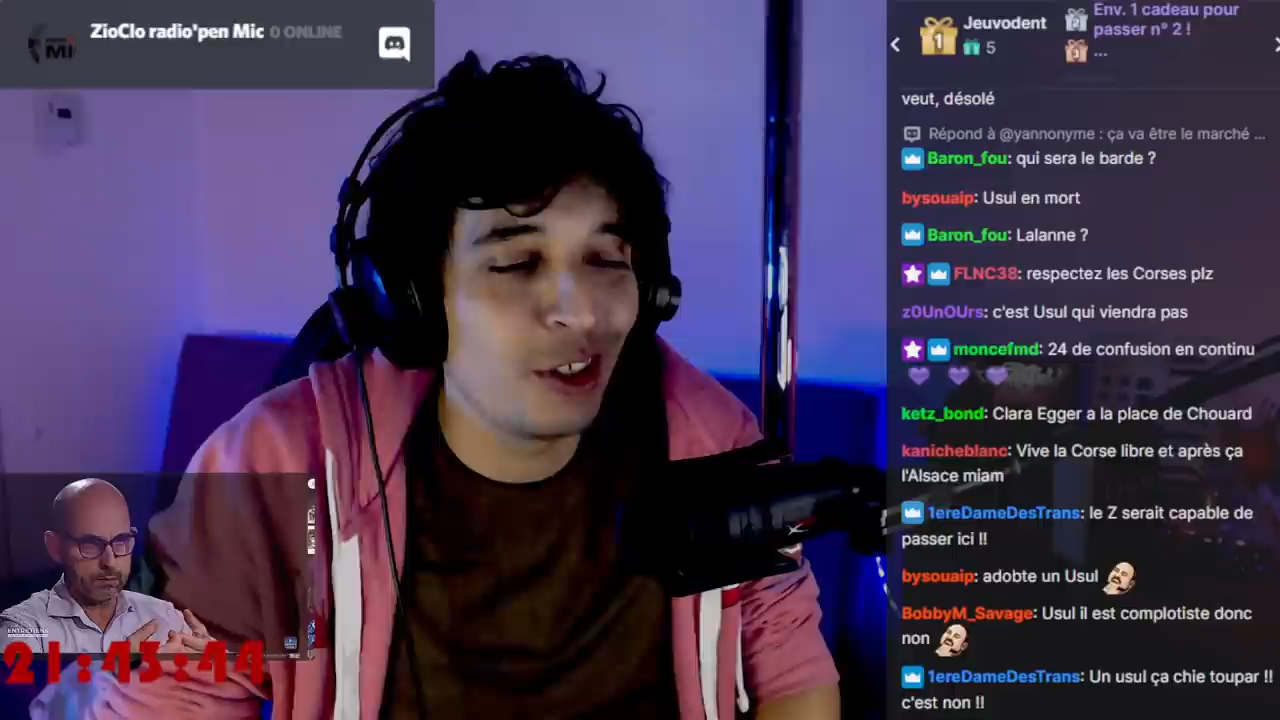 ZioClo radio'pen Mic 0 ONLINE
MI
1
Jeuvodent
5
2
3
Env. 1 cadeau pour
passer n° 2 !
...
veut, désolé
Répond à @yannonyme : ça va être le marché ...
Baron_fou: qui sera le barde ?
bysouaip: Usul en mort
Baron_fou: Lalanne ?
FLNC38: respectez les Corses plz
z0UnOUrs: c'est Usul qui viendra pas
moncefmd: 24 de confusion en continu
ketz_bond: Clara Egger a la place de Chouard
kanicheblanc: Vive la Corse libre et après ça
l'Alsace miam
1ereDameDesTrans: le Z serait capable de
passer ici !!
bysouaip: adobte un Usul
BobbyM_Savage: Usul il est complotiste donc
non
1ereDameDesTrans: Un usul ça chie toupar !!
c'est non !!
ENTRETIENS
21:43:44